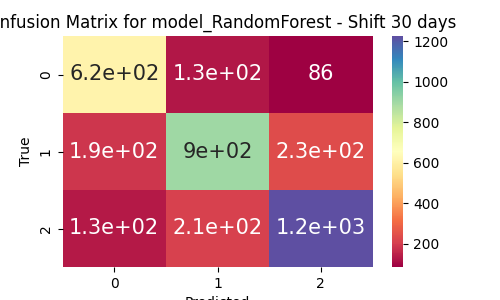 nfusion Matrix for model_RandomForest - Shift 30 days
0 6.2e+02 1.3e+02 86
1 1.9e+02 9e+02 2.3e+02
2 1.3e+02 2.1e+02 1.2e+03
0 1 2
True
Predicted
1200
1000
800
600
400
200